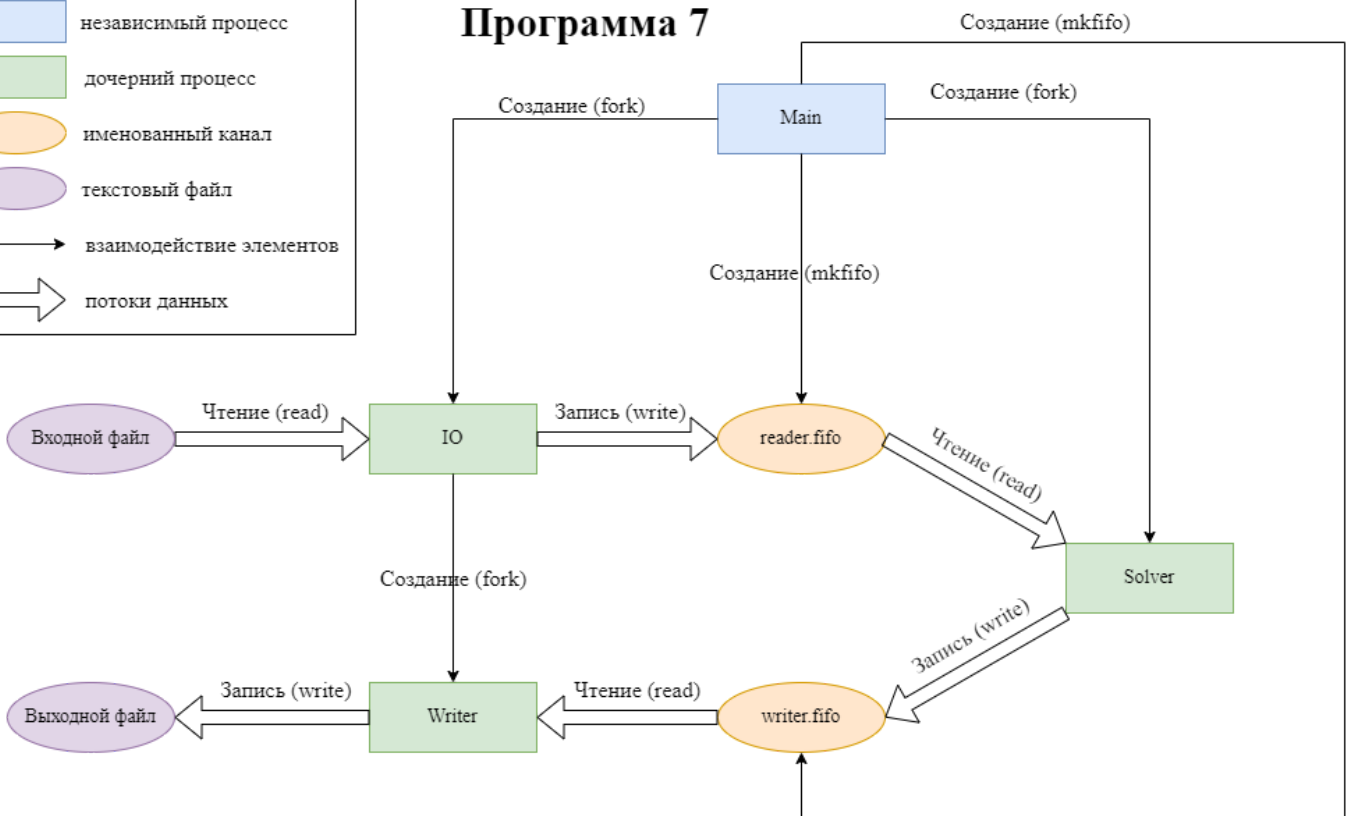 Программа 7
независимый процесс
дочерний процесс
именованный канал
текстовый файл
взаимодействие элементов
потоки данных
Создание (mkfifo)
Создание (fork)
Main
Создание (fork)
Создание (mkfifo)
Входной файл
Чтение (read)
IO
Запись (write)
reader.fifo
Чтение (read)
Solver
Создание (fork)
Запись (write)
Выходной файл
Запись (write)
Writer
Чтение (read)
writer.fifo